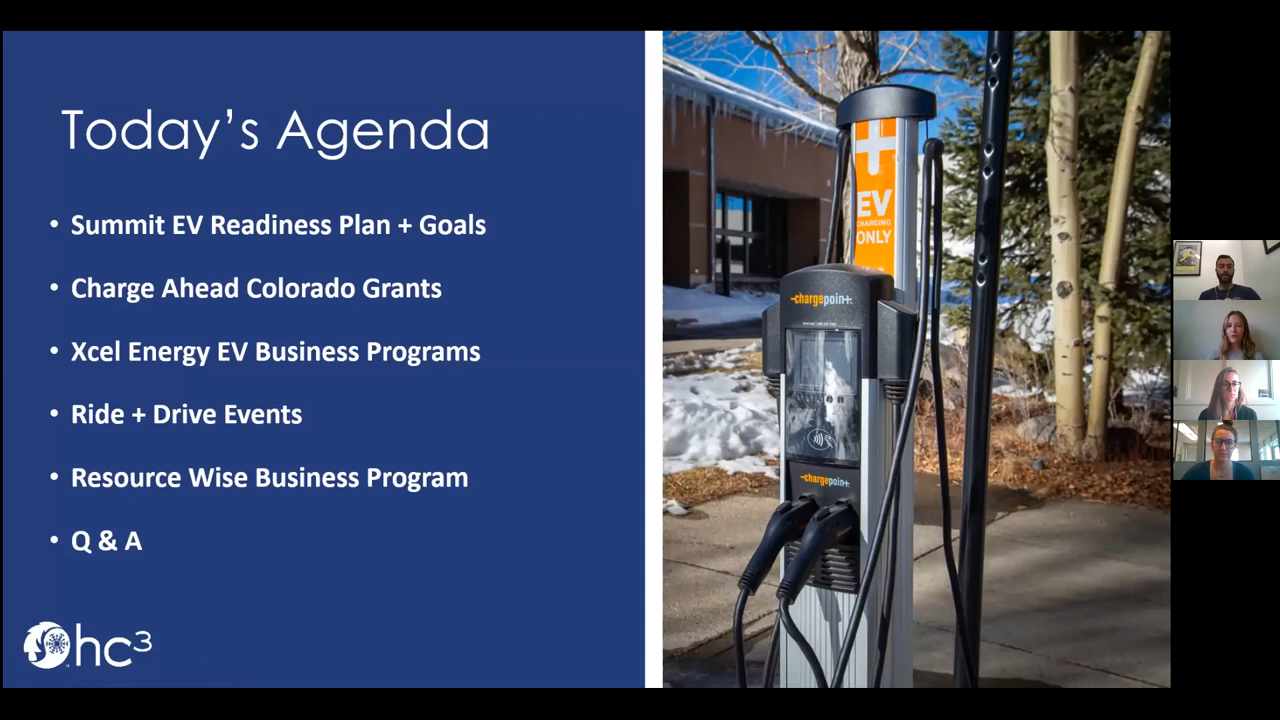 Today's Agenda
• Summit EV Readiness Plan + Goals
• Charge Ahead Colorado Grants
• Xcel Energy EV Business Programs
• Ride + Drive Events
• Resource Wise Business Program
• Q & A
hc³
EV
CHARGING
ONLY
-chargepoin+.
-chargepoin+.